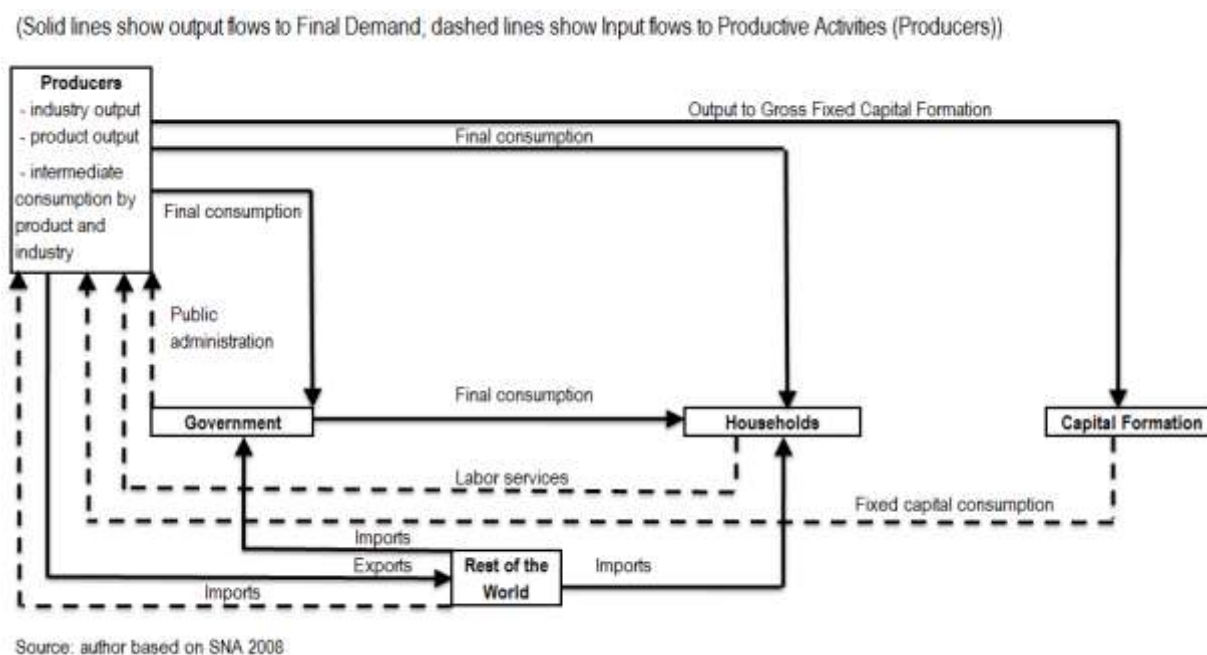 (Solid lines show output flows to Final Demand; dashed lines show Input flows to Productive Activities (Producers))
Producers
- industry output
- product output
- intermediate
consumption by
product and
industry
Output to Gross Fixed Capital Formation
Final consumption
Final consumption
Public
administration
Final consumption
Government
Households
Capital Formation
Labor services
Fixed capital consumption
Imports
Exports
Imports
Rest of the
World
Imports
Source: author based on SNA 2008